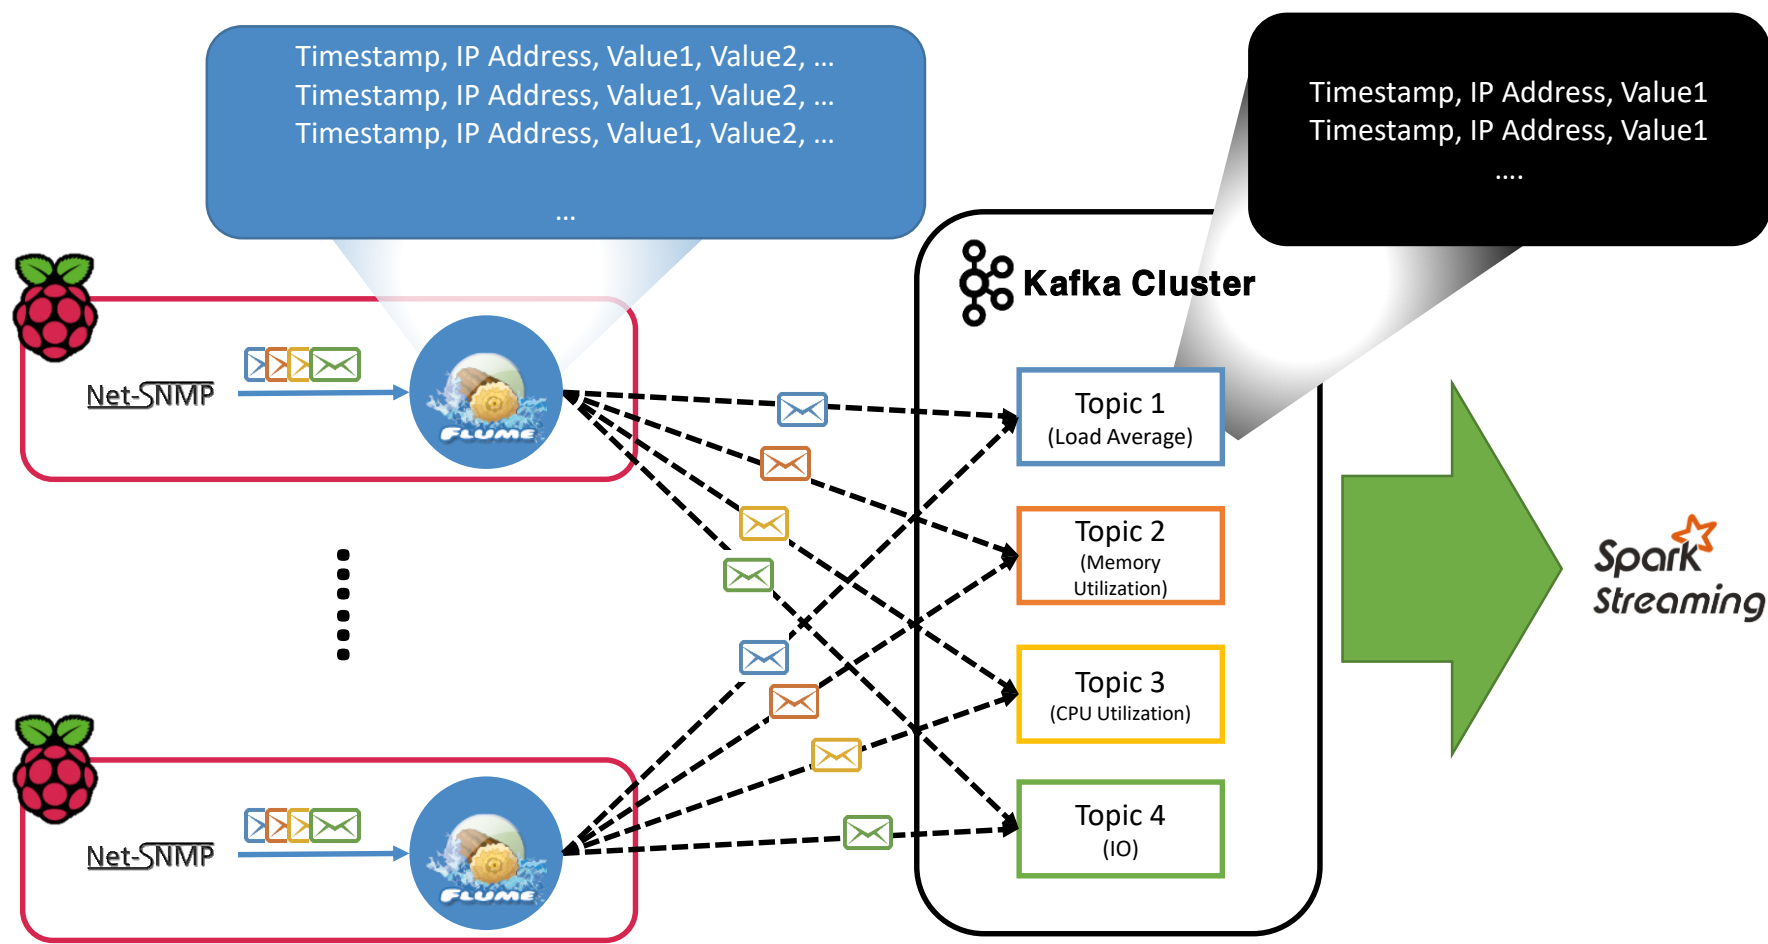 Timestamp, IP Address, Value1, Value2, ...
Timestamp, IP Address, Value1, Value2, ...
Timestamp, IP Address, Value1, Value2, ...
...
Timestamp, IP Address, Value1
Timestamp, IP Address, Value1
....
Kafka Cluster
Net-SNMP
FLUME
Topic 1
(Load Average)
Topic 2
(Memory
Utilization)
Topic 3
(CPU Utilization)
Topic 4
(IO)
Spark
Streaming
Net-SNMP
FLUME